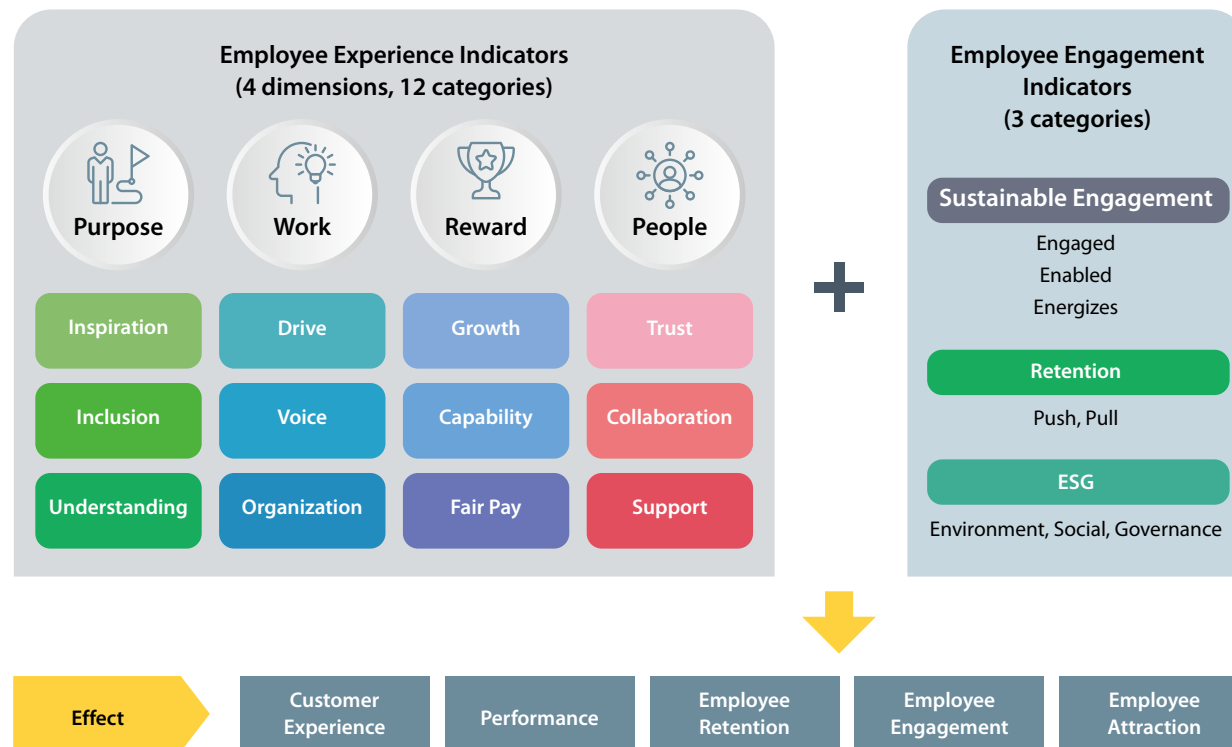 Employee Experience Indicators
(4 dimensions, 12 categories)
Purpose
Work
Reward
People
Inspiration
Drive
Growth
Trust
Inclusion
Voice
Capability
Collaboration
Understanding
Organization
Fair Pay
Support
Employee Engagement
Indicators
(3 categories)
Sustainable Engagement
Engaged
Enabled
Energizes
Retention
Push, Pull
ESG
Environment, Social, Governance
Effect
Customer
Experience
Performance
Employee
Retention
Employee
Engagement
Employee
Attraction